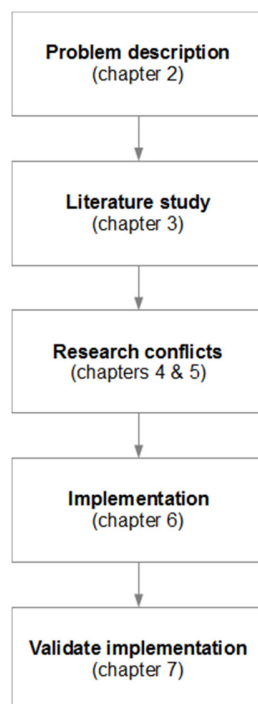 Problem description
(chapter 2)
Literature study
(chapter 3)
Research conflicts
(chapters 4 & 5)
Implementation
(chapter 6)
Validate implementation
(chapter 7)